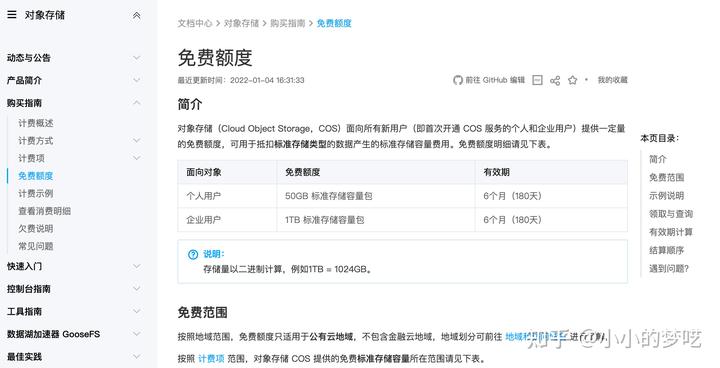 对象存储
动态与公告
产品简介
购买指南
计费概述
计费方式
计费项
免费额度
计费示例
查看消费明细
欠费说明
常见问题
快速入门
控制台指南
工具指南
数据湖加速器 GooseFS
最佳实践
文档中心 > 对象存储 > 购买指南 > 免费额度
免费额度
最近更新时间：2022-01-04 16:31:33
前往 GitHub 编辑
我的收藏
简介
对象存储（Cloud Object Storage，COS）面向所有新用户（即首次开通 COS 服务的个人和企业用户）提供一定量
的免费额度，可用于抵扣标准存储类型的数据产生的标准存储容量费用。免费额度明细请见下表。
面向对象 免费额度 有效期
个人用户 50GB 标准存储容量包 6个月（180天）
企业用户 1TB 标准存储容量包 6个月（180天）
说明：
存储量以二进制计算，例如1TB = 1024GB。
免费范围
按照地域范围，免费额度只适用于公有云地域，不包含金融云地域，地域划分可前往 地域和
按照 计费项 范围，对象存储 COS 提供的免费标准存储容量所在范围请见下表。
本页目录：
简介
免费范围
示例说明
领取与查询
有效期计算
结算顺序
遇到问题？
知乎 @小小的梦呓